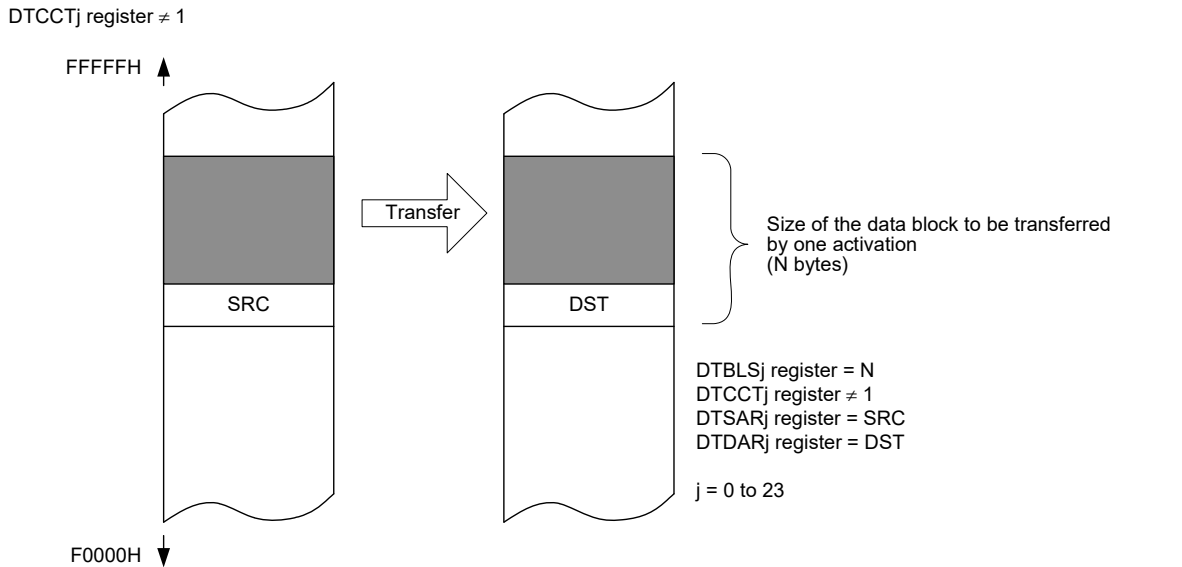 DTCCTj register ≠ 1
FFFFFH
Transfer
Size of the data block to be transferred
by one activation
(N bytes)
SRC
DST
DTBLSj register = N
DTCCTj register ≠ 1
DTSARj register = SRC
DTDARj register = DST
j = 0 to 23
F0000H